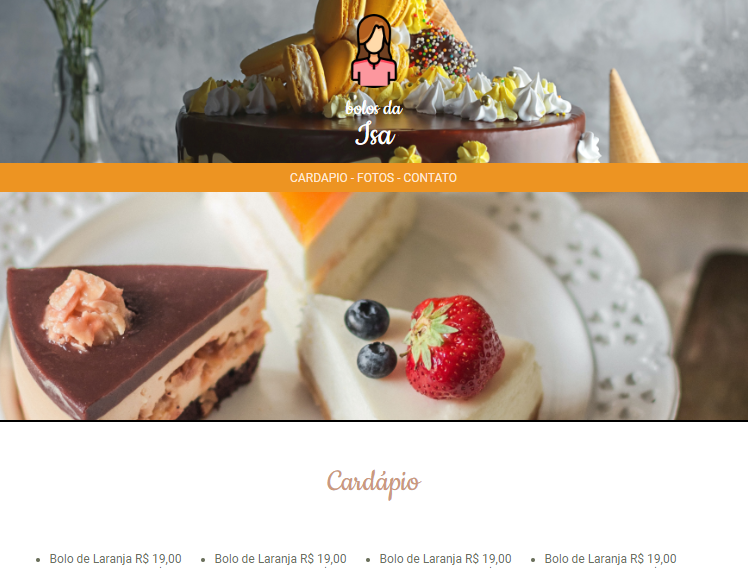 bolos da
Isa
CARDAPIO - FOTOS - CONTATO
Cardápio
Bolo de Laranja R$ 19,00 Bolo de Laranja R$ 19,00 Bolo de Laranja R$ 19,00 Bolo de Laranja R$ 19,00